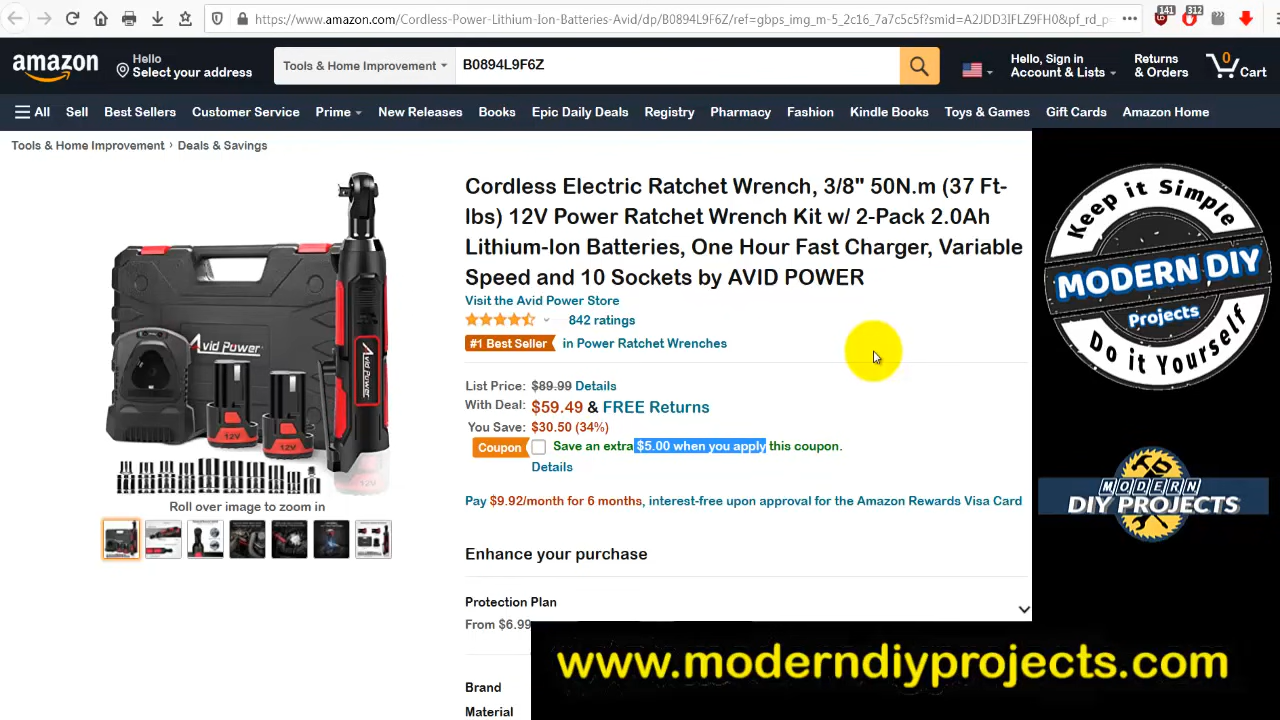 https://www.amazon.com/Cordless-Power-Lithium-Ion-Batteries-Avid/dp/B0894L9F6Z/ref=gbps_img_m-5_2c16_7a7c5c5f?smid=A2JDD3IFLZ9FH0&pf_rd_p=
141
312
amazon
Hello
Select your address
Tools & Home Improvement
B0894L9F6Z
Hello, Sign in
Account & Lists
Returns
& Orders
0
Cart
All Sell Best Sellers Customer Service Prime New Releases Books Epic Daily Deals Registry Pharmacy Fashion Kindle Books Toys & Games Gift Cards Amazon Home
Tools & Home Improvement › Deals & Savings
Cordless Electric Ratchet Wrench, 3/8" 50N.m (37 Ft-
lbs) 12V Power Ratchet Wrench Kit w/ 2-Pack 2.0Ah
Lithium-Ion Batteries, One Hour Fast Charger, Variable
Speed and 10 Sockets by AVID POWER
Visit the Avid Power Store
842 ratings
#1 Best Seller in Power Ratchet Wrenches
List Price: $89.99 Details
With Deal: $59.49 & FREE Returns
You Save: $30.50 (34%)
Coupon Save an extra $5.00 when you apply this coupon.
Details
Pay $9.92/month for 6 months, interest-free upon approval for the Amazon Rewards Visa Card
Enhance your purchase
Protection Plan
From $6.99
Brand
Material
Avid Power
Avid Power
12V
12V
Roll over image to zoom in
Keep it Simple
MODERN DIY
Projects
Do it Yourself
MODERN
DIY PROJECTS
www.moderndiyprojects.com